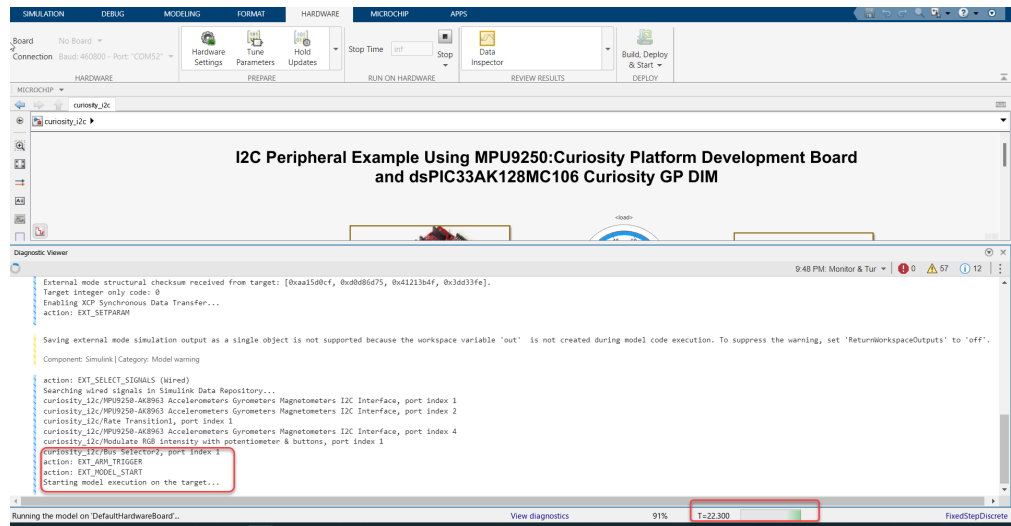 SIMULATION DEBUG MODELING FORMAT HARDWARE MICROCHIP APPS
Board No Board
Connection Baud: 460800 - Port: "COM52"
Hardware Settings
Tune Parameters
Hold Updates
Stop Time inf
Stop
Data Inspector
Build, Deploy & Start
HARDWARE PREPARE RUN ON HARDWARE REVIEW RESULTS DEPLOY
MICROCHIP
curiosity_i2c
curiosity_i2c
I2C Peripheral Example Using MPU9250:Curiosity Platform Development Board
and dsPIC33AK128MC106 Curiosity GP DIM
<load>
Diagnostic Viewer
9:48 PM: Monitor & Tur 0 57 12
External mode structural checksum received from target: [0xaa15d0cf, 0xd0d86d75, 0x41213b4f, 0x3dd33fe].
Target integer only code: 0
Enabling XCP Synchronous Data Transfer...
action: EXT_SETPARAM
Saving external mode simulation output as a single object is not supported because the workspace variable 'out' is not created during model code execution. To suppress the warning, set 'ReturnWorkspaceOutputs' to 'off'.
Component: Simulink | Category: Model warning
action: EXT_SELECT_SIGNALS (Wired)
Searching wired signals in Simulink Data Repository...
curiosity_i2c/MPU9250-AK8963 Accelerometers Gyrometers Magnetometers I2C Interface, port index 1
curiosity_i2c/MPU9250-AK8963 Accelerometers Gyrometers Magnetometers I2C Interface, port index 2
curiosity_i2c/Rate Transition1, port index 1
curiosity_i2c/MPU9250-AK8963 Accelerometers Gyrometers Magnetometers I2C Interface, port index 4
curiosity_i2c/Modulate RGB intensity with potentiometer & buttons, port index 1
curiosity_i2c/Bus Selector2, port index 1
action: EXT_ARM_TRIGGER
action: EXT_MODEL_START
Starting model execution on the target...
Running the model on 'DefaultHardwareBoard'.. View diagnostics 91% T=22.300 FixedStepDiscrete